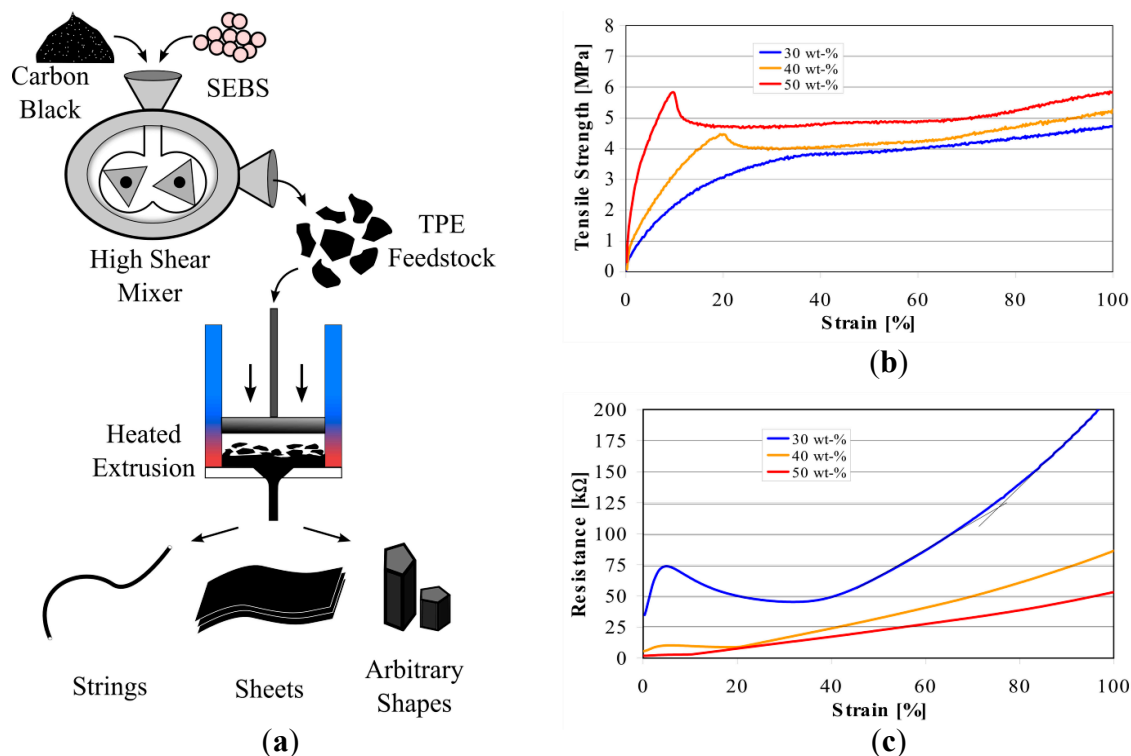 Carbon
Black
SEBS
High Shear
Mixer
TPE
Feedstock
Heated
Extrusion
Strings
Sheets
Arbitrary
Shapes
(a)
Tensile Strength [MPa]
8
7
6
5
4
3
2
1
0
30 wt-%
40 wt-%
50 wt-%
0 20 40 60 80 100
Strain [%]
(b)
Resistance [kΩ]
200
175
150
125
100
75
50
25
0
30 wt-%
40 wt-%
50 wt-%
0 20 40 60 80 100
Strain [%]
(c)